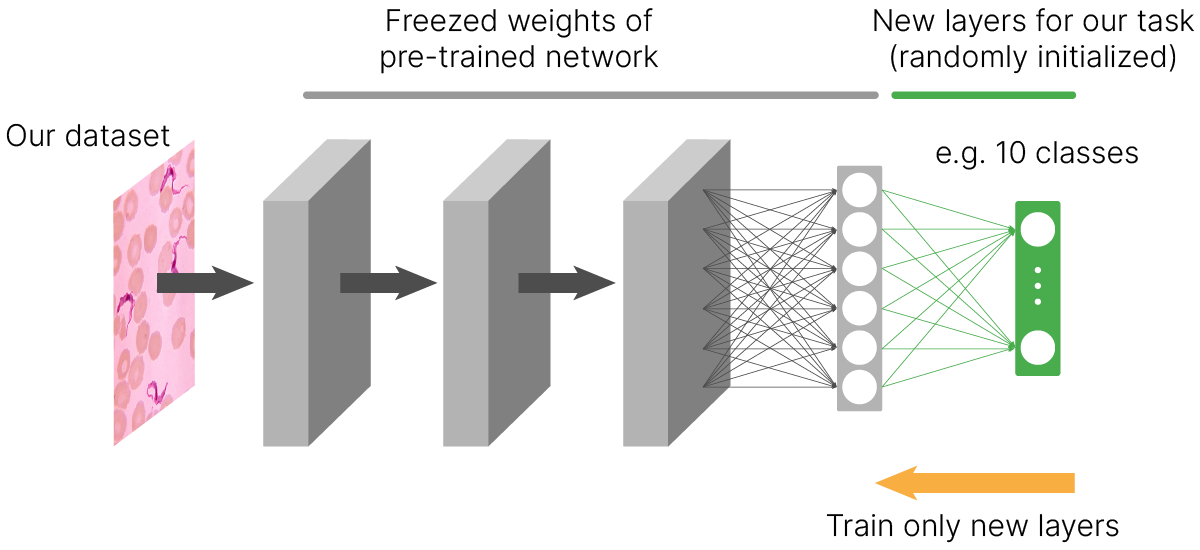 Freezed weights of
pre-trained network
New layers for our task
(randomly initialized)
Our dataset
e.g. 10 classes
Train only new layers